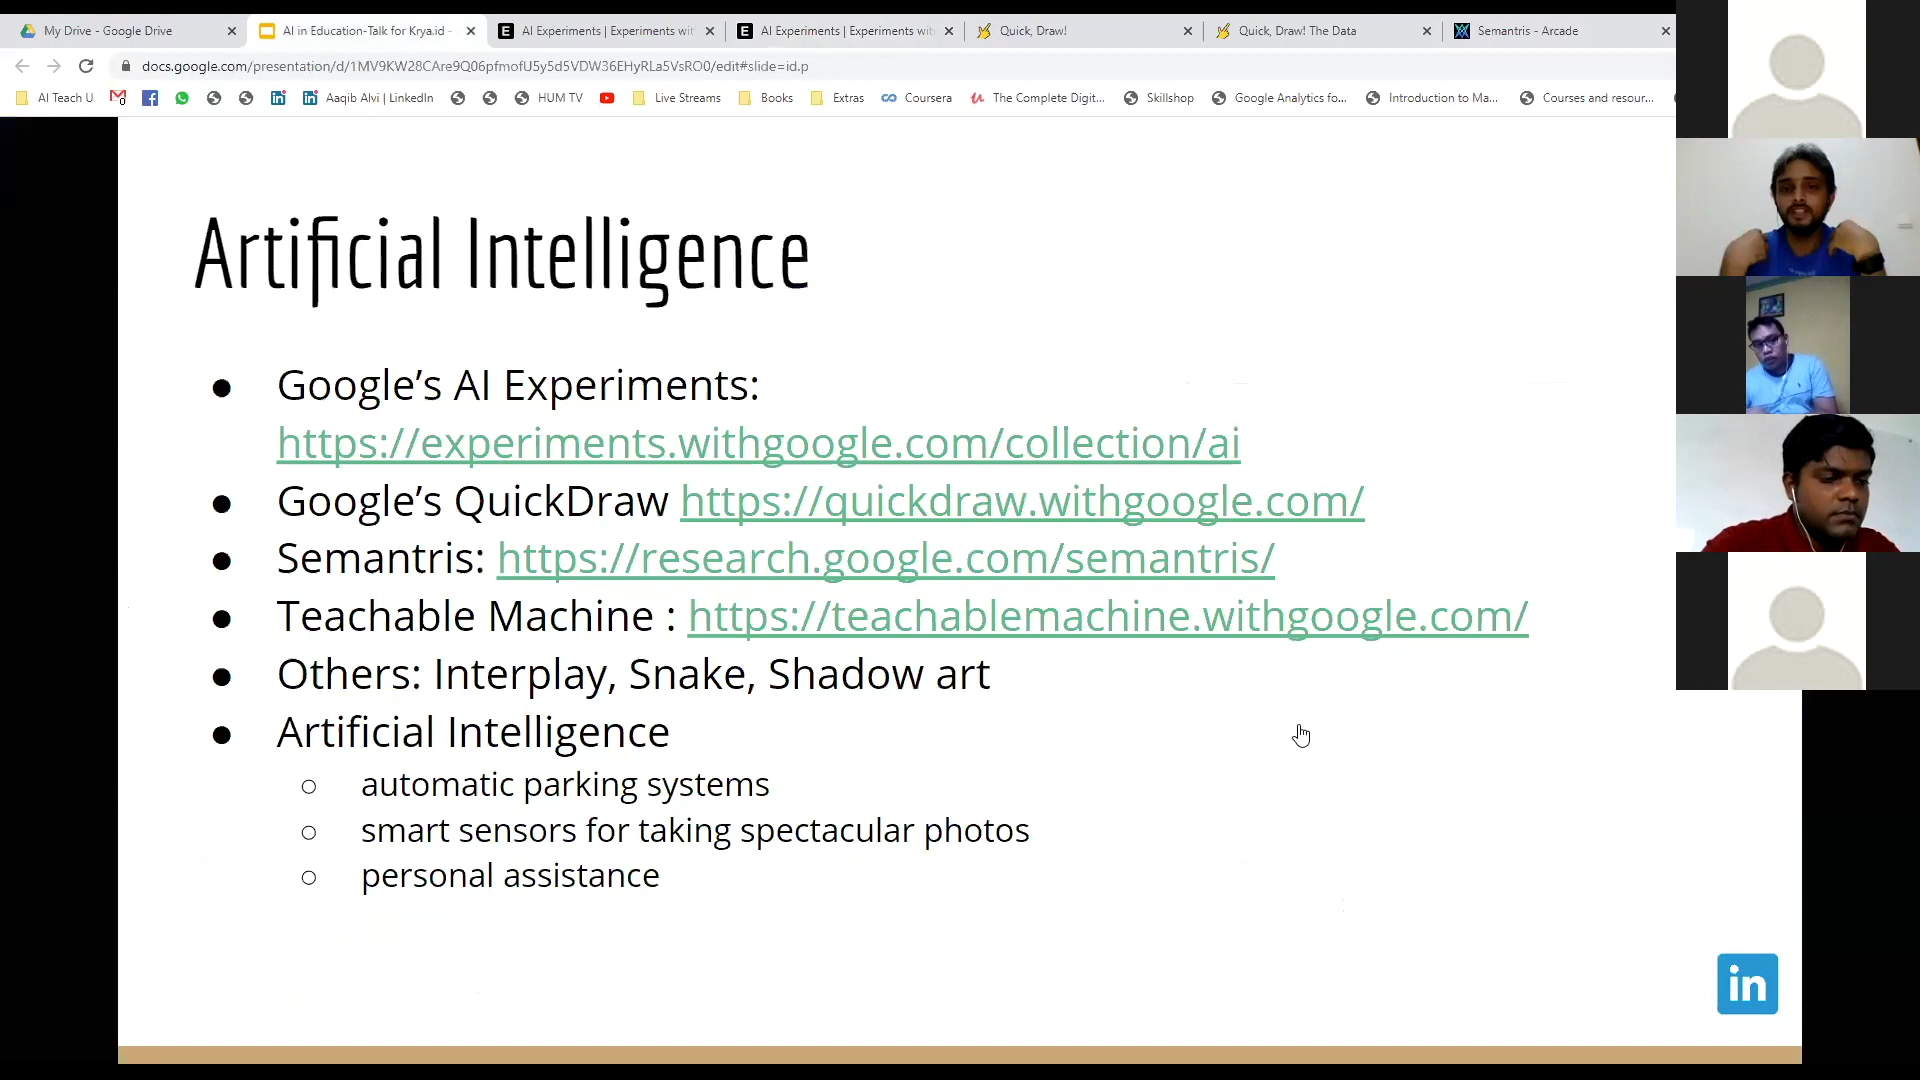 My Drive - Google Drive
AI in Education-Talk for Krya.id -
AI Experiments | Experiments wit
AI Experiments | Experiments with
Quick, Draw!
Quick, Draw! The Data
Semantris - Arcade
docs.google.com/presentation/d/1MV9KW28CAre9Q06pfmofU5y5d5VDW36EHyRLa5VsRO0/edit#slide=id.p
AI Teach U
Aaqib Alvi | LinkedIn
HUM TV
Live Streams
Books
Extras
Coursera
The Complete Digit...
Skillshop
Google Analytics fo...
Introduction to Ma...
Courses and resour...
Artificial Intelligence
● Google’s AI Experiments:
https://experiments.withgoogle.com/collection/ai
● Google’s QuickDraw https://quickdraw.withgoogle.com/
● Semantris: https://research.google.com/semantris/
● Teachable Machine : https://teachablemachine.withgoogle.com/
● Others: Interplay, Snake, Shadow art
● Artificial Intelligence
○ automatic parking systems
○ smart sensors for taking spectacular photos
○ personal assistance
in